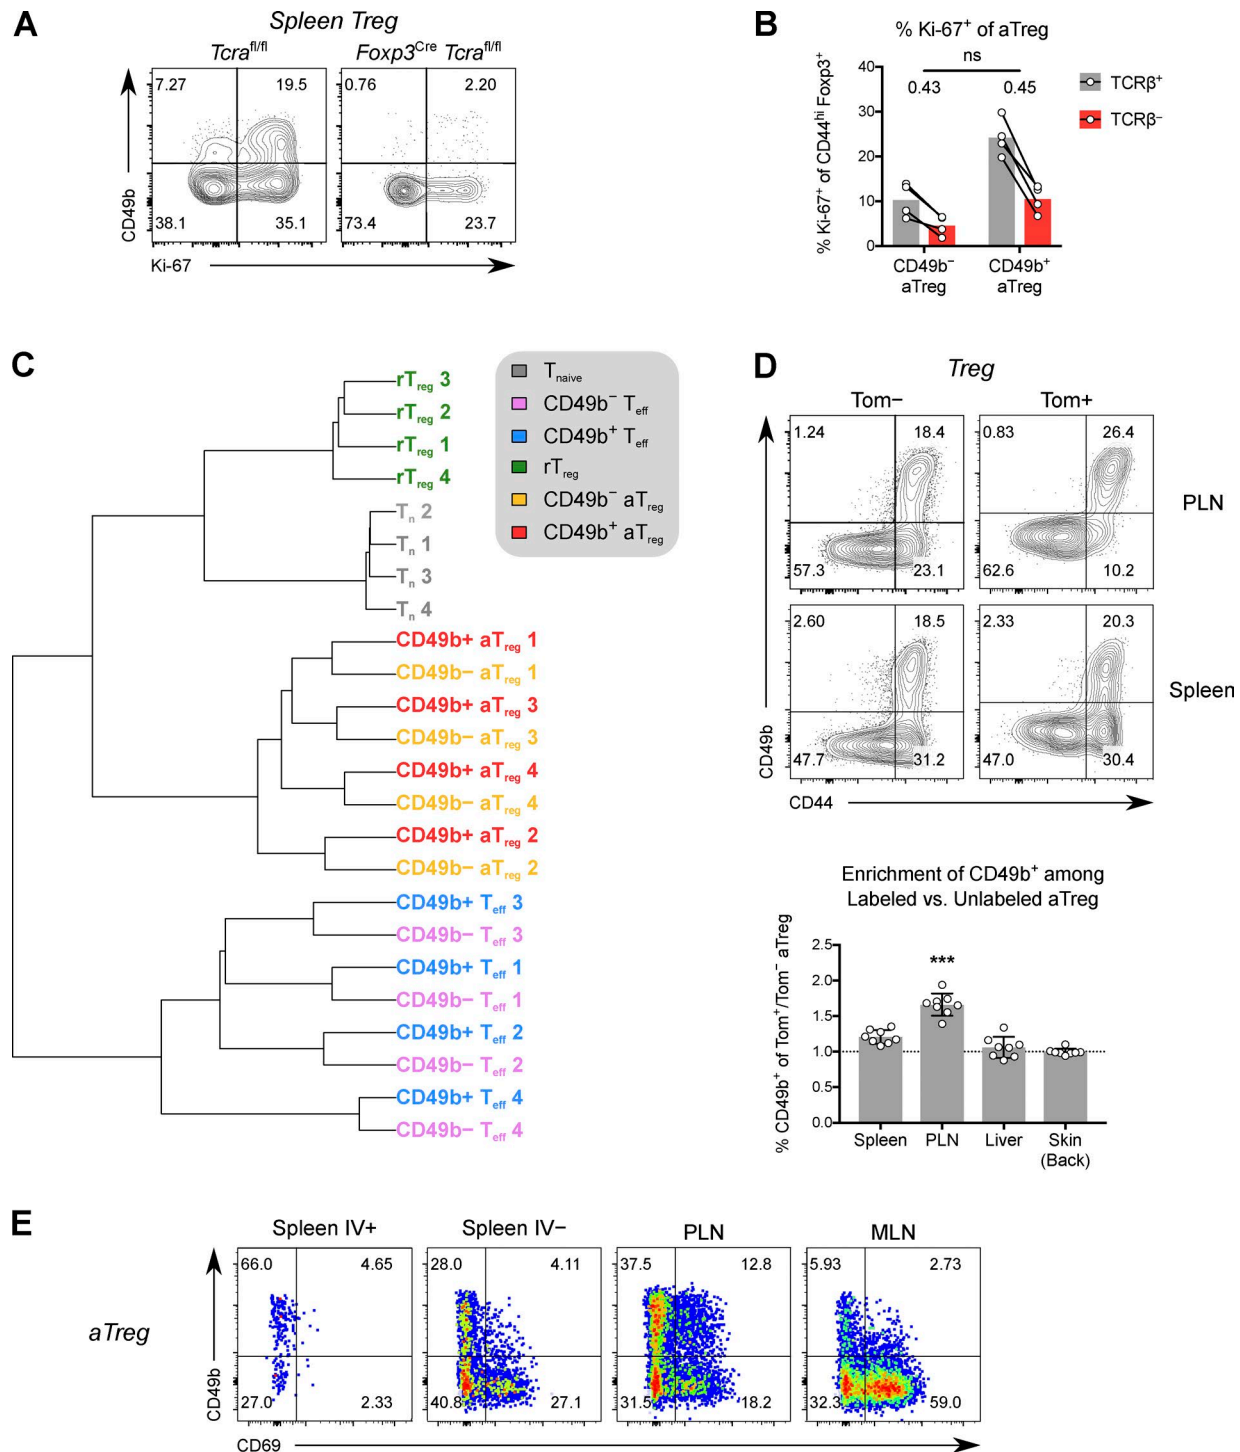 A
Spleen Treg
Tcra^fl/fl
Foxp3^Cre Tcra^fl/fl
7.27
19.5
38.1
35.1
0.76
2.20
73.4
23.7
CD49b
Ki-67
B
% Ki-67⁺ of aTreg
ns
0.43
0.45
TCRβ⁺
TCRβ⁻
% Ki-67⁺ of CD44^hi Foxp3⁺
40
30
20
10
0
CD49b⁻
aTreg
CD49b⁺
aTreg
C
rT_reg 3
rT_reg 2
rT_reg 1
rT_reg 4
T_n 2
T_n 1
T_n 3
T_n 4
CD49b+ aT_reg 1
CD49b− aT_reg 1
CD49b+ aT_reg 3
CD49b− aT_reg 3
CD49b+ aT_reg 4
CD49b− aT_reg 4
CD49b+ aT_reg 2
CD49b− aT_reg 2
CD49b+ T_eff 3
CD49b− T_eff 3
CD49b+ T_eff 1
CD49b− T_eff 1
CD49b+ T_eff 2
CD49b− T_eff 2
CD49b+ T_eff 4
CD49b− T_eff 4
T_naive
CD49b⁻ T_eff
CD49b⁺ T_eff
rT_reg
CD49b⁻ aT_reg
CD49b⁺ aT_reg
D
Treg
Tom−
Tom+
1.24
18.4
57.3
23.1
0.83
26.4
62.6
10.2
PLN
2.60
18.5
47.7
31.2
2.33
20.3
47.0
30.4
Spleen
CD49b
CD44
Enrichment of CD49b⁺ among
Labeled vs. Unlabeled aTreg
% CD49b⁺ of Tom⁺/Tom⁻ aTreg
2.5
2.0
1.5
1.0
0.5
0.0
***
Spleen
PLN
Liver
Skin
(Back)
E
aTreg
Spleen IV+
Spleen IV−
PLN
MLN
66.0
4.65
27.0
2.33
28.0
4.11
40.8
27.1
37.5
12.8
31.5
18.2
5.93
2.73
32.3
59.0
CD49b
CD69